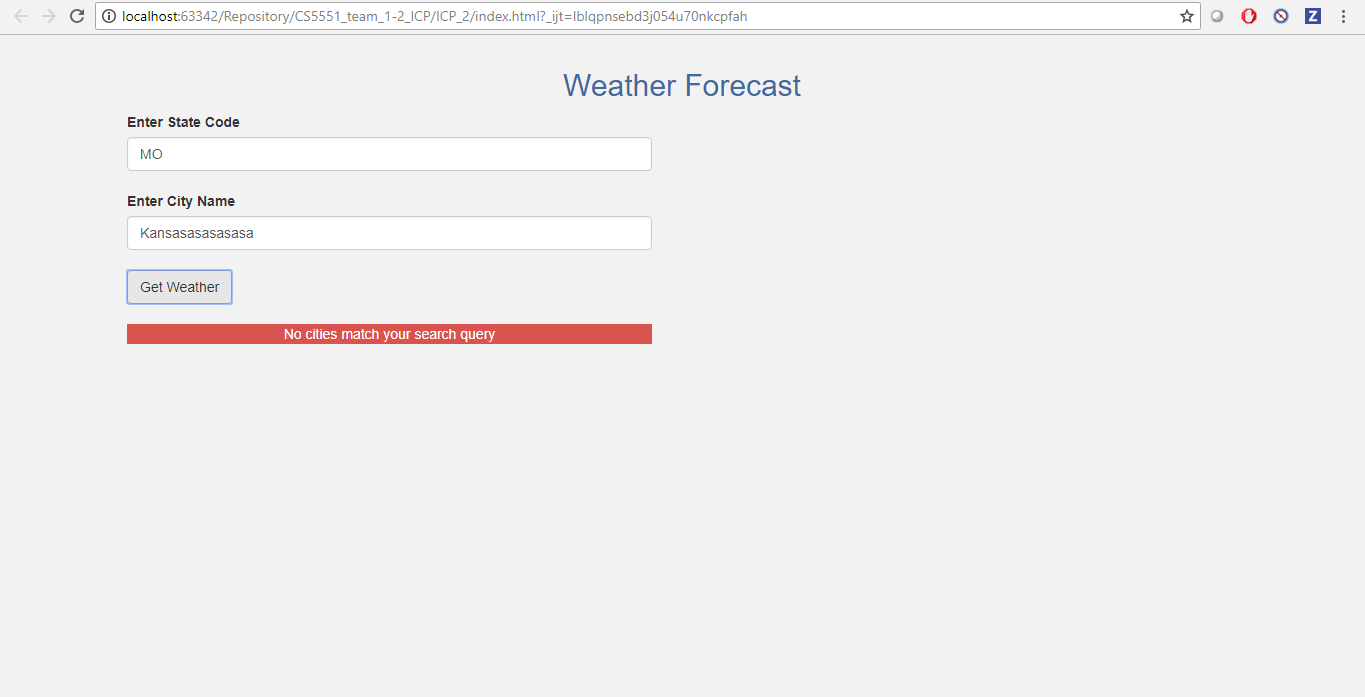 localhost:63342/Repository/CS5551_team_1-2_ICP/ICP_2/index.html?_ijt=lblqpnsebd3j054u70nkcpfah
Z
Weather Forecast
Enter State Code
MO
Enter City Name
Kansasasasasasa
Get Weather
No cities match your search query